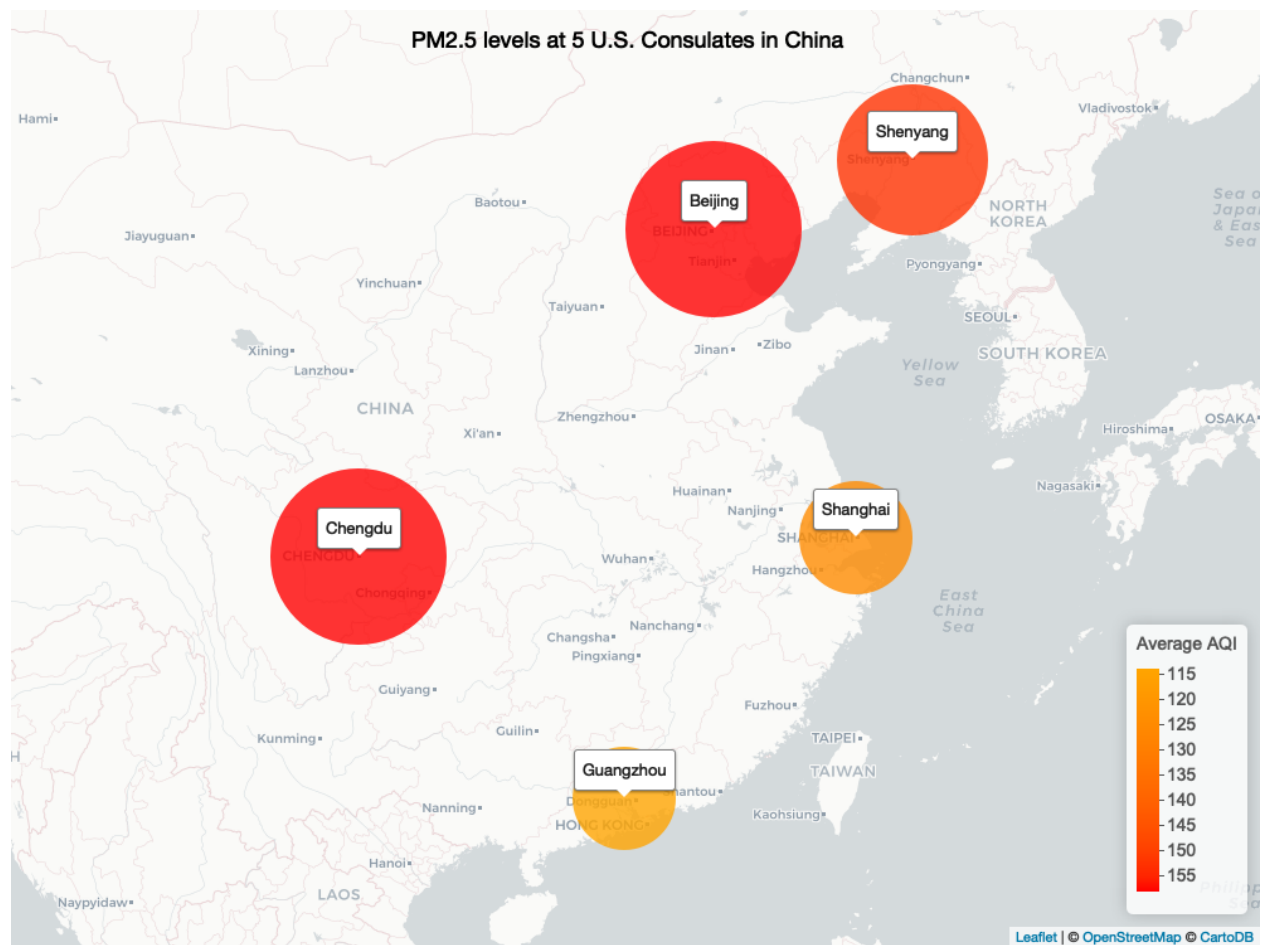 PM2.5 levels at 5 U.S. Consulates in China
Changchun
Vladivostok
Hami
Shenyang
Shenyang
Beijing
Baotou
BEIJING
Tianjin
Jiayuguan
NORTH
KOREA
Sea o
Japa
& Eas
Sea
Pyongyang
Yinchuan
Taiyuan
SEOUL
Jinan
Zibo
Xining
Lanzhou
Yellow
Sea
SOUTH KOREA
CHINA
Zhengzhou
Xi'an
Hiroshima
OSAKA
Nagasaki
Huainan
Nanjing
Shanghai
SHANGHAI
Chengdu
CHENGDU
Wuhan
Hangzhou
Chongqing
East
China
Sea
Nanchang
Changsha
Pingxiang
Guiyang
Fuzhou
Guilin
Kunming
TAIPEI
TAIWAN
H
Guangzhou
Dongguan
Shantou
HONG KONG
Nanning
Kaohsiung
Hanoi
LAOS
Naypyidaw
Average AQI
115
120
125
130
135
140
145
150
155
Philipp
Sea
Leaflet | © OpenStreetMap © CartoDB